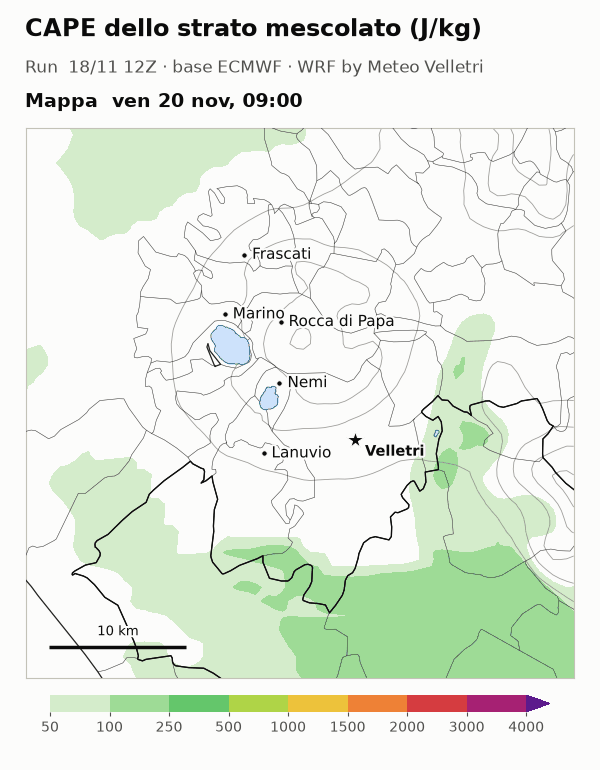 CAPE dello strato mescolato (J/kg)
Run  18/11 12Z · base ECMWF · WRF by Meteo Velletri
Mappa  ven 20 nov, 09:00
Frascati
Marino
Rocca di Papa
Nemi
Velletri
Lanuvio
10 km
50 100 250 500 1000 1500 2000 3000 4000